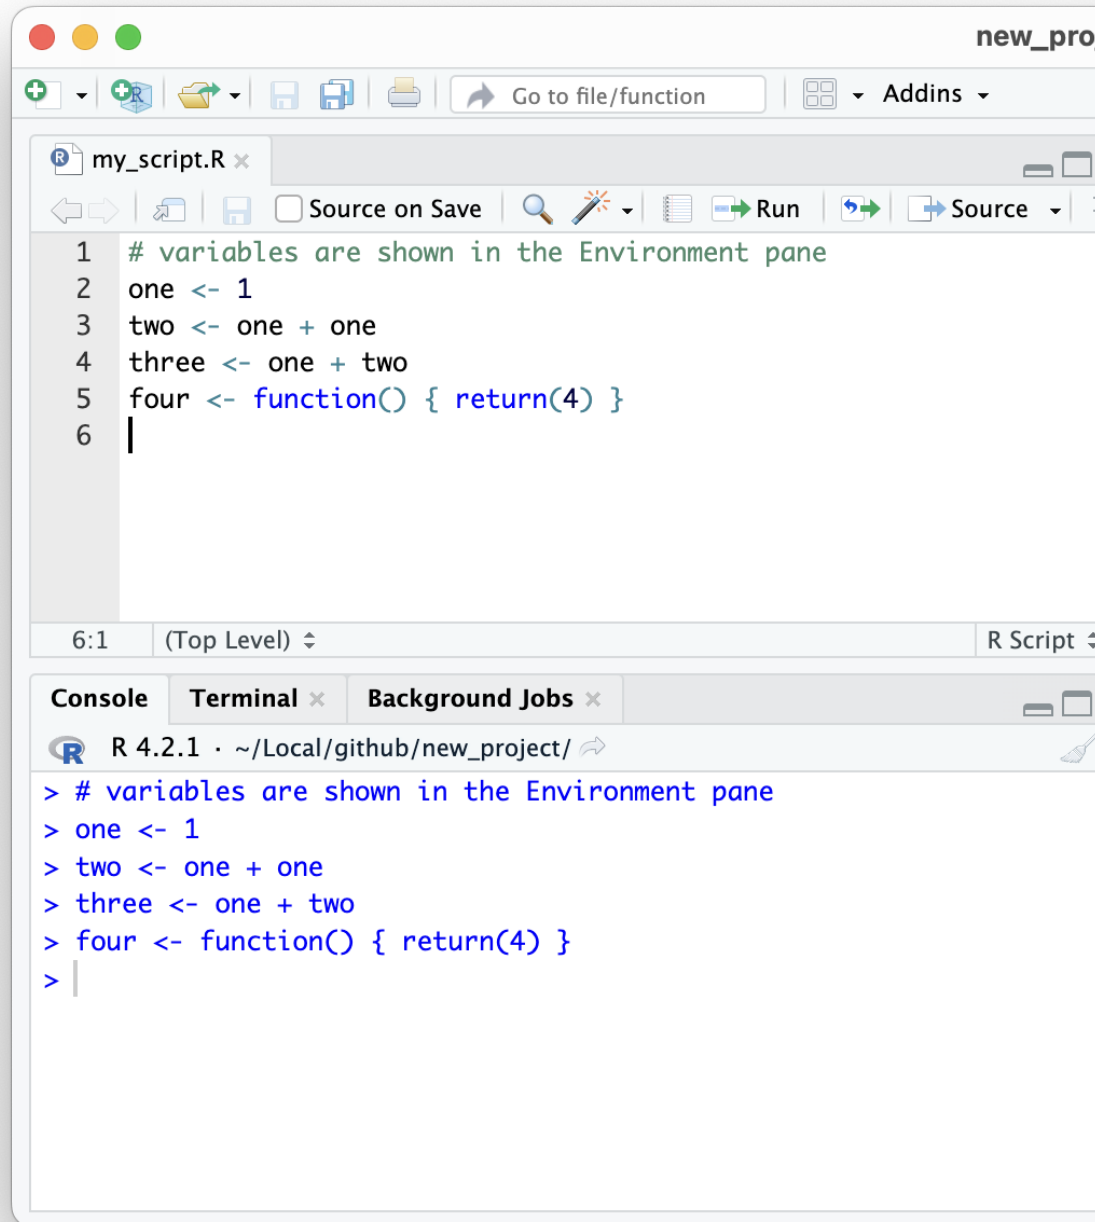 new_pro
Go to file/function
Addins
my_script.R
Source on Save
Run
Source
1 # variables are shown in the Environment pane
2 one <- 1
3 two <- one + one
4 three <- one + two
5 four <- function() { return(4) }
6
6:1 (Top Level) R Script
Console Terminal Background Jobs
R 4.2.1 · ~/Local/github/new_project/
> # variables are shown in the Environment pane
> one <- 1
> two <- one + one
> three <- one + two
> four <- function() { return(4) }
>